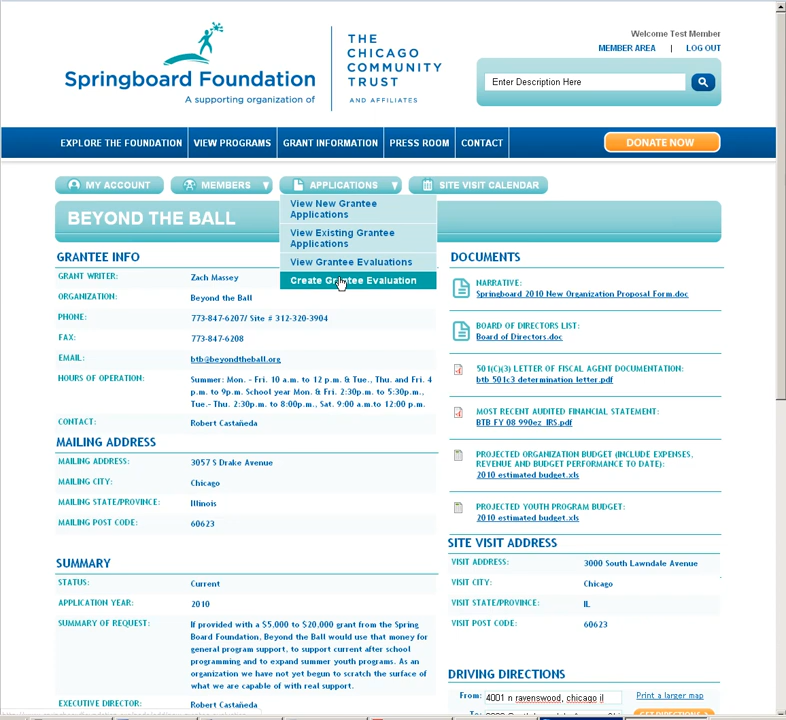 Springboard Foundation
A supporting organization of
THE
CHICAGO
COMMUNITY
TRUST
AND AFFILIATES
Welcome Test Member
MEMBER AREA | LOG OUT
Enter Description Here
EXPLORE THE FOUNDATION
VIEW PROGRAMS
GRANT INFORMATION
PRESS ROOM
CONTACT
DONATE NOW
MY ACCOUNT
MEMBERS
APPLICATIONS
SITE VISIT CALENDAR
View New Grantee
Applications
View Existing Grantee
Applications
View Grantee Evaluations
Create Grantee Evaluation
BEYOND THE BALL
GRANTEE INFO
GRANT WRITER: Zach Massey
ORGANIZATION: Beyond the Ball
PHONE: 773-847-6207/ Site # 312-320-3904
FAX: 773-847-6208
EMAIL: btb@beyondtheball.org
HOURS OF OPERATION: Summer: Mon. - Fri. 10 a.m. to 12 p.m. & Tue., Thu. and Fri. 4
p.m. to 9p.m. School year Mon. & Fri. 2:30p.m. to 5:30p.m.,
Tue.- Thu. 2:30p.m. to 8:00p.m., Sat. 9:00 a.m.to 12:00 p.m.
CONTACT: Robert Castañeda
MAILING ADDRESS
MAILING ADDRESS: 3057 S Drake Avenue
MAILING CITY: Chicago
MAILING STATE/PROVINCE: Illinois
MAILING POST CODE: 60623
SUMMARY
STATUS: Current
APPLICATION YEAR: 2010
SUMMARY OF REQUEST: If provided with a $5,000 to $20,000 grant from the Spring
Board Foundation, Beyond the Ball would use that money for
general program support, to support current after school
programming and to expand summer youth programs. As an
organization we have not yet begun to scratch the surface of
what we are capable of with real support.
EXECUTIVE DIRECTOR: Robert Castañeda
DOCUMENTS
NARRATIVE:
Springboard 2010 New Organization Proposal Form.doc
BOARD OF DIRECTORS LIST:
Board of Directors.doc
501(C)(3) LETTER OF FISCAL AGENT DOCUMENTATION:
btb 501c3 determination letter.pdf
MOST RECENT AUDITED FINANCIAL STATEMENT:
BTB FY 08 990ez IRS.pdf
PROJECTED ORGANIZATION BUDGET (INCLUDE EXPENSES,
REVENUE AND BUDGET PERFORMANCE TO DATE):
2010 estimated budget.xls
PROJECTED YOUTH PROGRAM BUDGET:
2010 estimated budget.xls
SITE VISIT ADDRESS
VISIT ADDRESS: 3000 South Lawndale Avenue
VISIT CITY: Chicago
VISIT STATE/PROVINCE: IL
VISIT POST CODE: 60623
DRIVING DIRECTIONS
From: 4001 n ravenswood, chicago il Print a larger map
To: GET DIRECTIONS